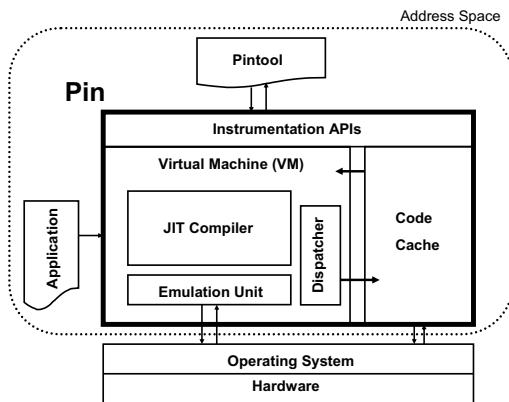 Address Space
Pintool
Pin
Instrumentation APIs
Virtual Machine (VM)
JIT Compiler
Emulation Unit
Dispatcher
Code
Cache
Application
Operating System
Hardware